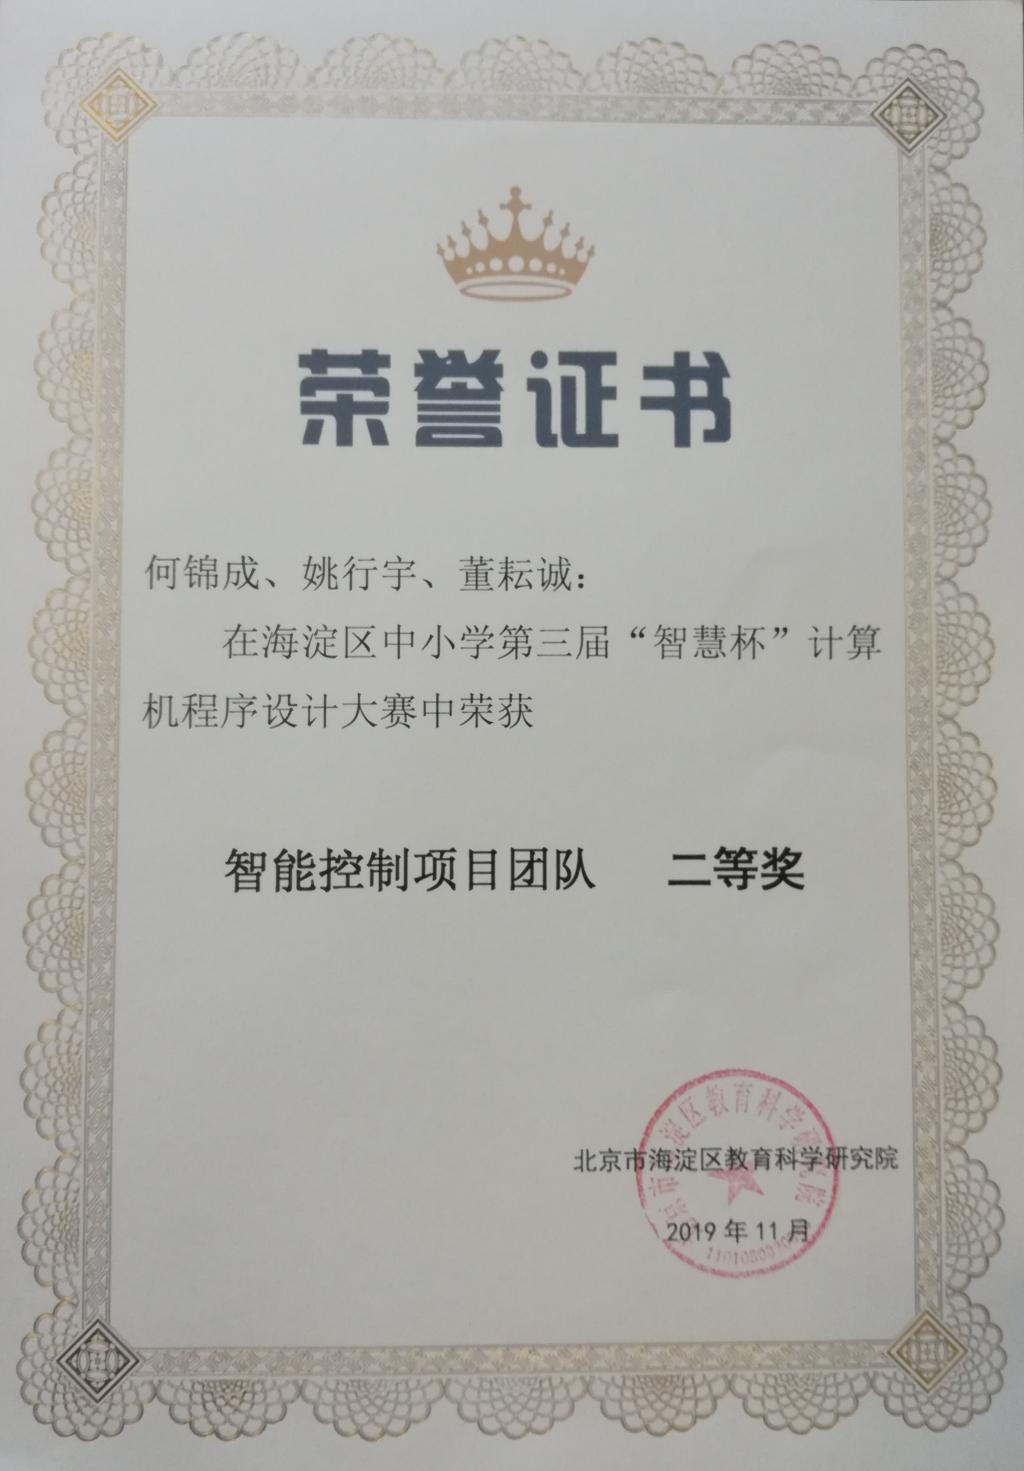 荣誉证书
何锦成、姚行宇、董耘诚：
在海淀区中小学第三届“智慧杯”计算
机程序设计大赛中荣获
智能控制项目团队 二等奖
北京市海淀区教育科学研究院
2019年11月